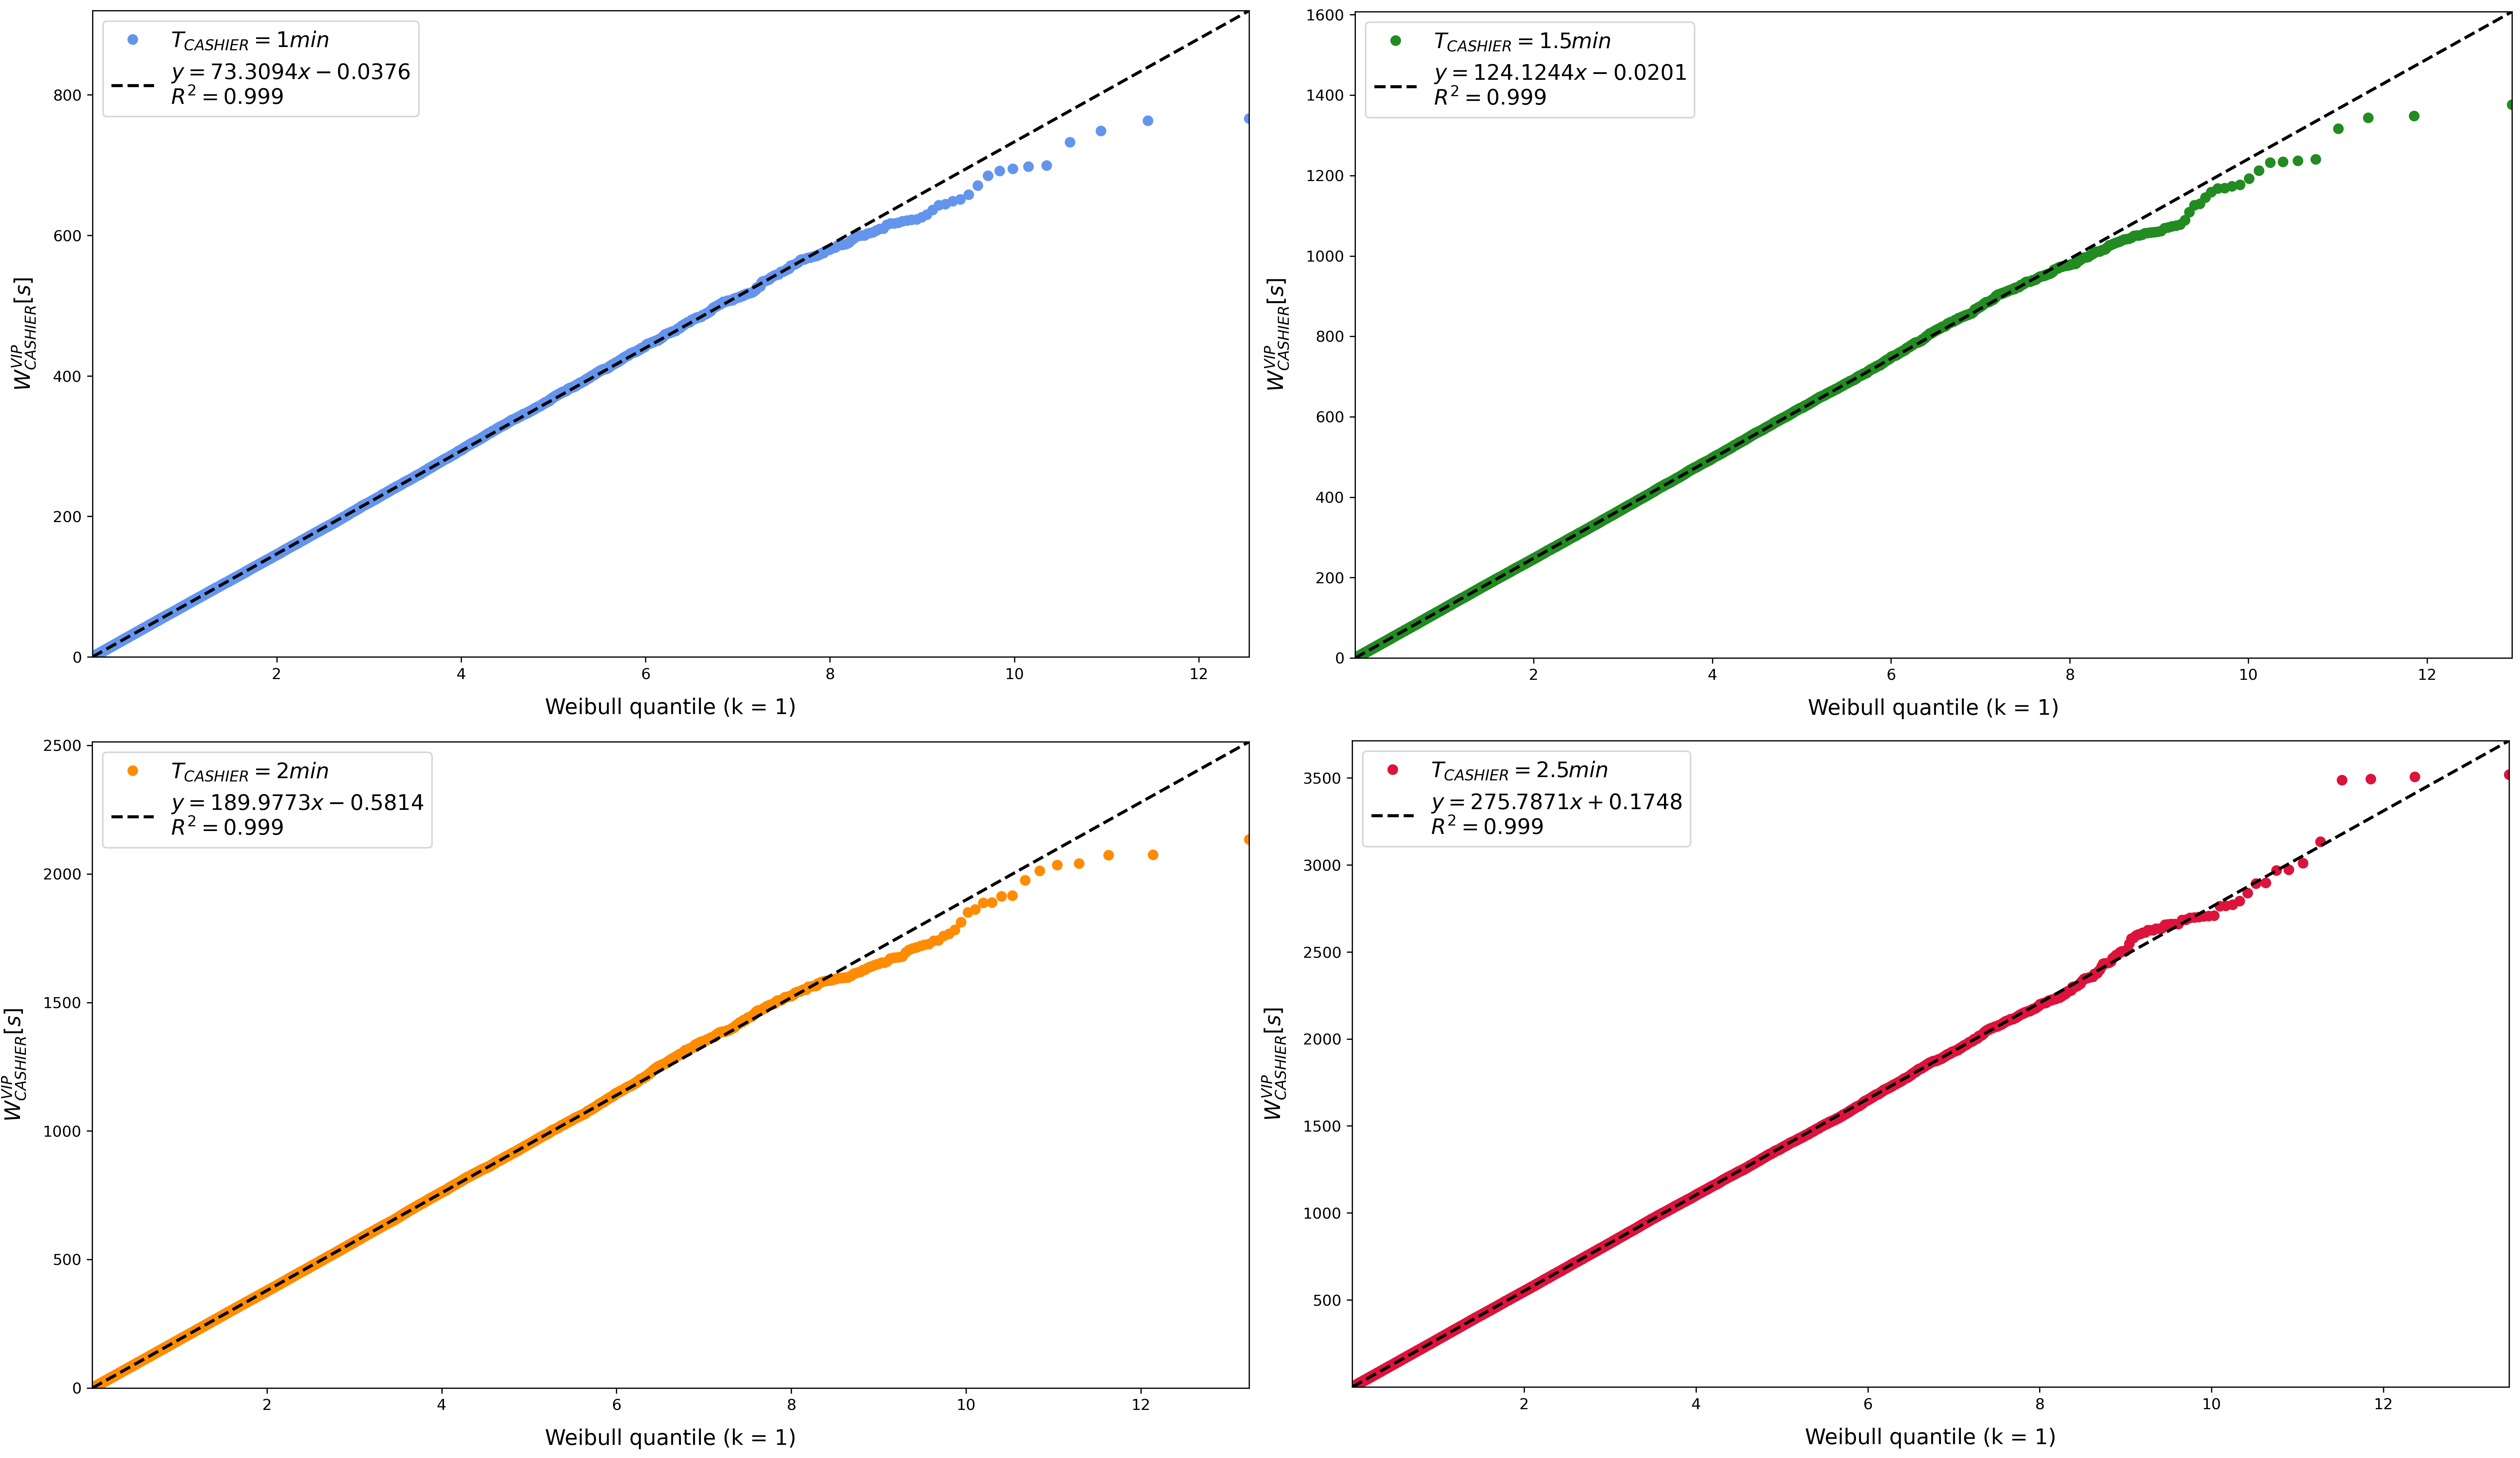 T_CASHIER = 1min
y = 73.3094x − 0.0376
R² = 0.999
800
600
400
200
0
2 4 6 8 10 12
W^VIP_CASHIER[s]
Weibull quantile (k = 1)
T_CASHIER = 1.5min
y = 124.1244x − 0.0201
R² = 0.999
1600
1400
1200
1000
800
600
400
200
0
2 4 6 8 10 12
W^VIP_CASHIER[s]
Weibull quantile (k = 1)
T_CASHIER = 2min
y = 189.9773x − 0.5814
R² = 0.999
2500
2000
1500
1000
500
0
2 4 6 8 10 12
W^VIP_CASHIER[s]
Weibull quantile (k = 1)
T_CASHIER = 2.5min
y = 275.7871x + 0.1748
R² = 0.999
3500
3000
2500
2000
1500
1000
500
2 4 6 8 10 12
W^VIP_CASHIER[s]
Weibull quantile (k = 1)